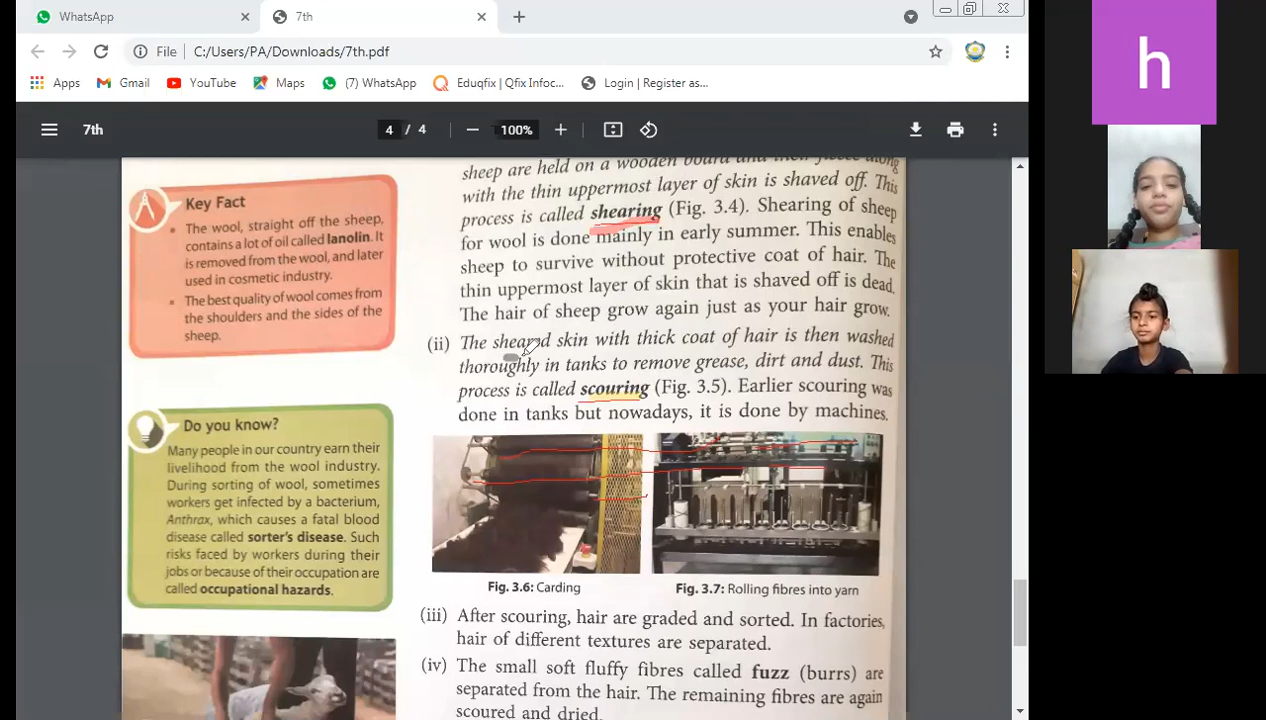 WhatsApp
7th
File
C:/Users/PA/Downloads/7th.pdf
Apps
Gmail
YouTube
Maps
(7) WhatsApp
Eduqfix | Qfix Infoc...
Login | Register as...
7th
4 / 4
100%
h
Key Fact
The wool, straight off the sheep,
contains a lot of oil called lanolin. It
is removed from the wool, and later
used in cosmetic industry.
The best quality of wool comes from
the shoulders and the sides of the
sheep.
Do you know?
Many people in our country earn their
livelihood from the wool industry.
During sorting of wool, sometimes
workers get infected by a bacterium,
Anthrax, which causes a fatal blood
disease called sorter's disease. Such
risks faced by workers during their
jobs or because of their occupation are
called occupational hazards.
sheep are held on a wooden board and their fleece along
with the thin uppermost layer of skin is shaved off. This
process is called shearing (Fig. 3.4). Shearing of sheep
for wool is done mainly in early summer. This enables
sheep to survive without protective coat of hair. The
thin uppermost layer of skin that is shaved off is dead.
The hair of sheep grow again just as your hair grow.
(ii) The sheared skin with thick coat of hair is then washed
thoroughly in tanks to remove grease, dirt and dust. This
process is called scouring (Fig. 3.5). Earlier scouring was
done in tanks but nowadays, it is done by machines.
Fig. 3.6: Carding
Fig. 3.7: Rolling fibres into yarn
(iii) After scouring, hair are graded and sorted. In factories,
hair of different textures are separated.
(iv) The small soft fluffy fibres called fuzz (burrs) are
separated from the hair. The remaining fibres are again
scoured and dried.